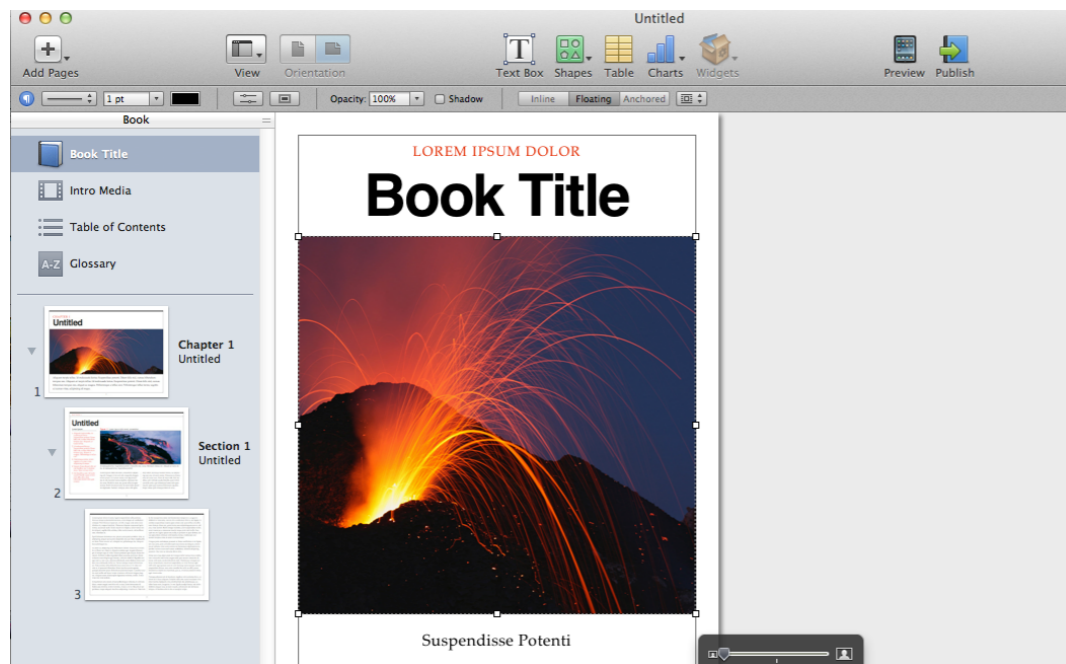 Untitled
Add Pages
View
Orientation
T
Text Box
Shapes
Table
Charts
Widgets
Preview
Publish
1 pt
Opacity: 100%
Shadow
Inline
Floating
Anchored
Book
Book Title
Intro Media
Table of Contents
A-Z Glossary
Untitled
Chapter 1
Untitled
1
Untitled
Section 1
Untitled
2
3
LOREM IPSUM DOLOR
Book Title
Suspendisse Potenti